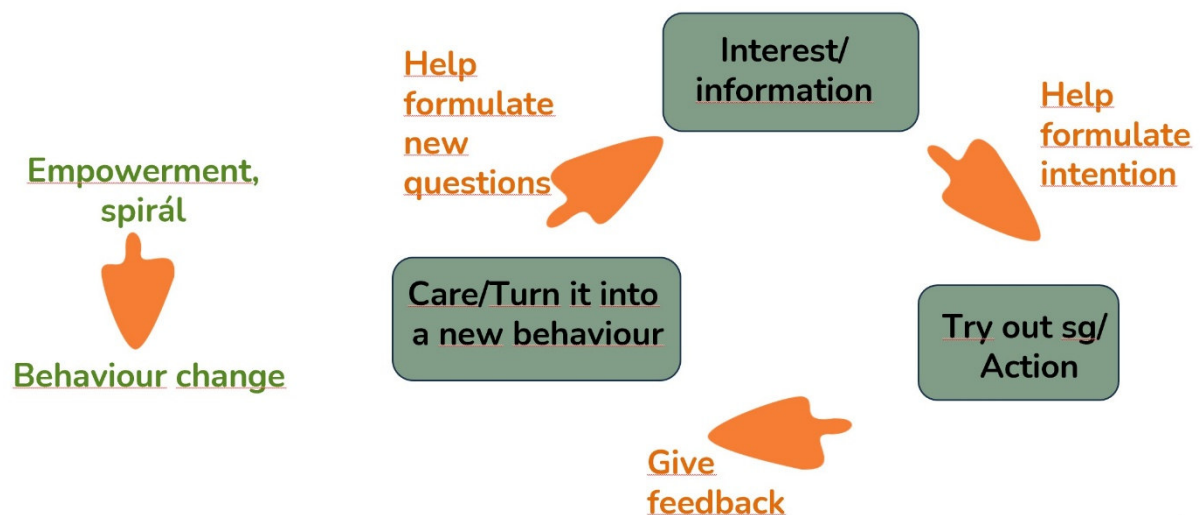 Empowerment,
spirál
Behaviour change
Help
formulate
new
questions
Interest/
information
Help
formulate
intention
Care/Turn it into
a new behaviour
Try out sg/
Action
Give
feedback